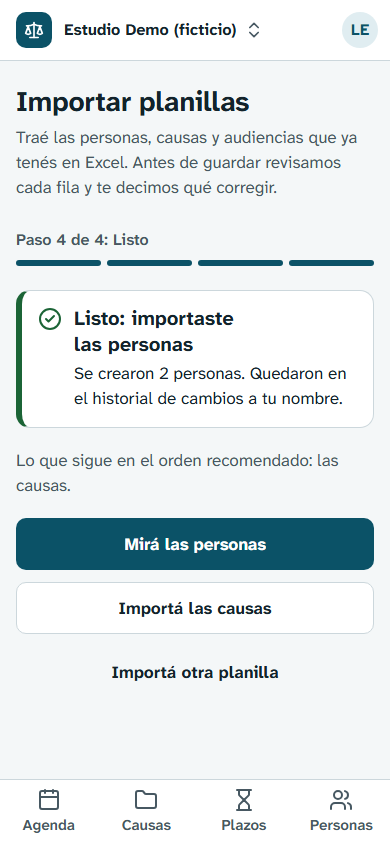 Estudio Demo (ficticio)
LE
Importar planillas
Traé las personas, causas y audiencias que ya
tenés en Excel. Antes de guardar revisamos
cada fila y te decimos qué corregir.
Paso 4 de 4: Listo
Listo: importaste
las personas
Se crearon 2 personas. Quedaron en
el historial de cambios a tu nombre.
Lo que sigue en el orden recomendado: las
causas.
Mirá las personas
Importá las causas
Importá otra planilla
Agenda
Causas
Plazos
Personas